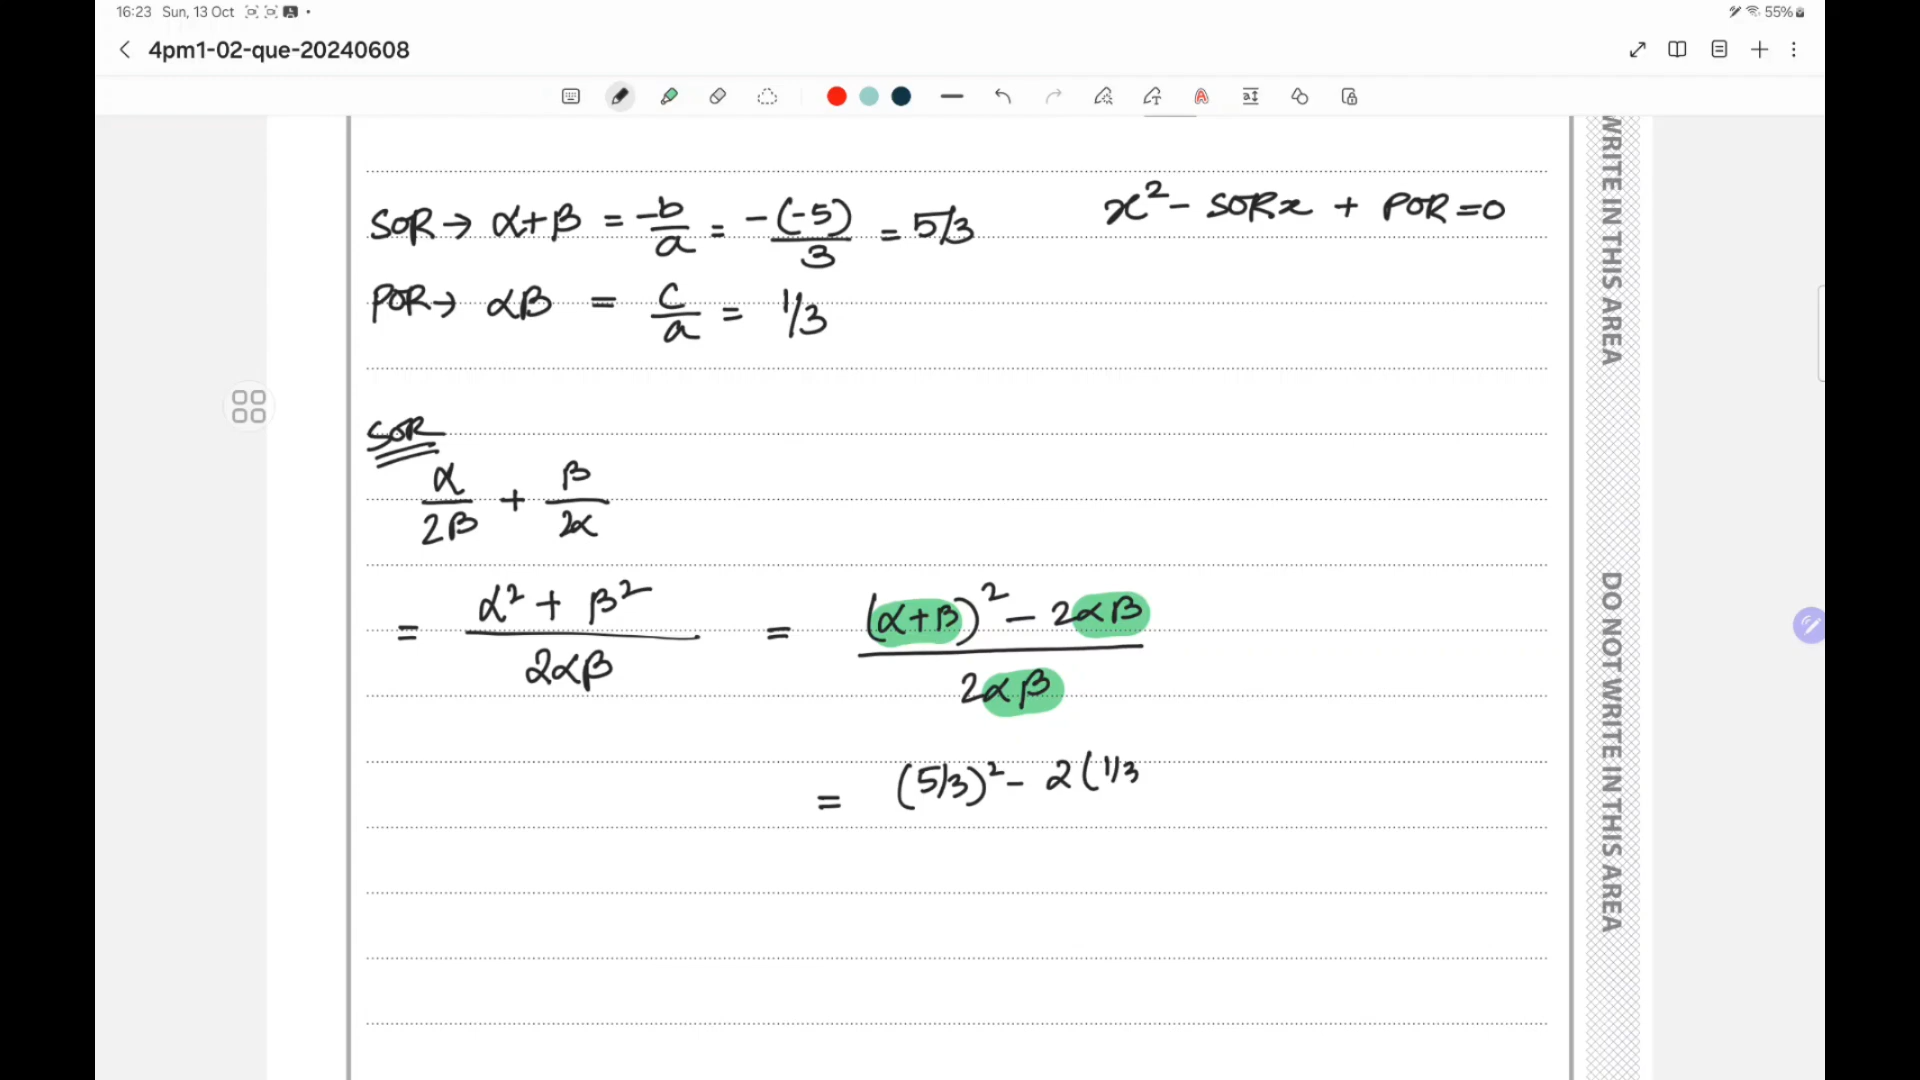 16:23 Sun, 13 Oct
55%
4pm1-02-que-20240608
SOR → α+β = -b/a = -(-5)/3 = 5/3
x² - SORx + POR = 0
POR → αβ = c/a = 1/3
SOR
α/2β + β/2α
= α² + β² / 2αβ = (α+β)² - 2αβ / 2αβ
= (5/3)² - 2(1/3
WRITE IN THIS AREA
DO NOT WRITE IN THIS AREA